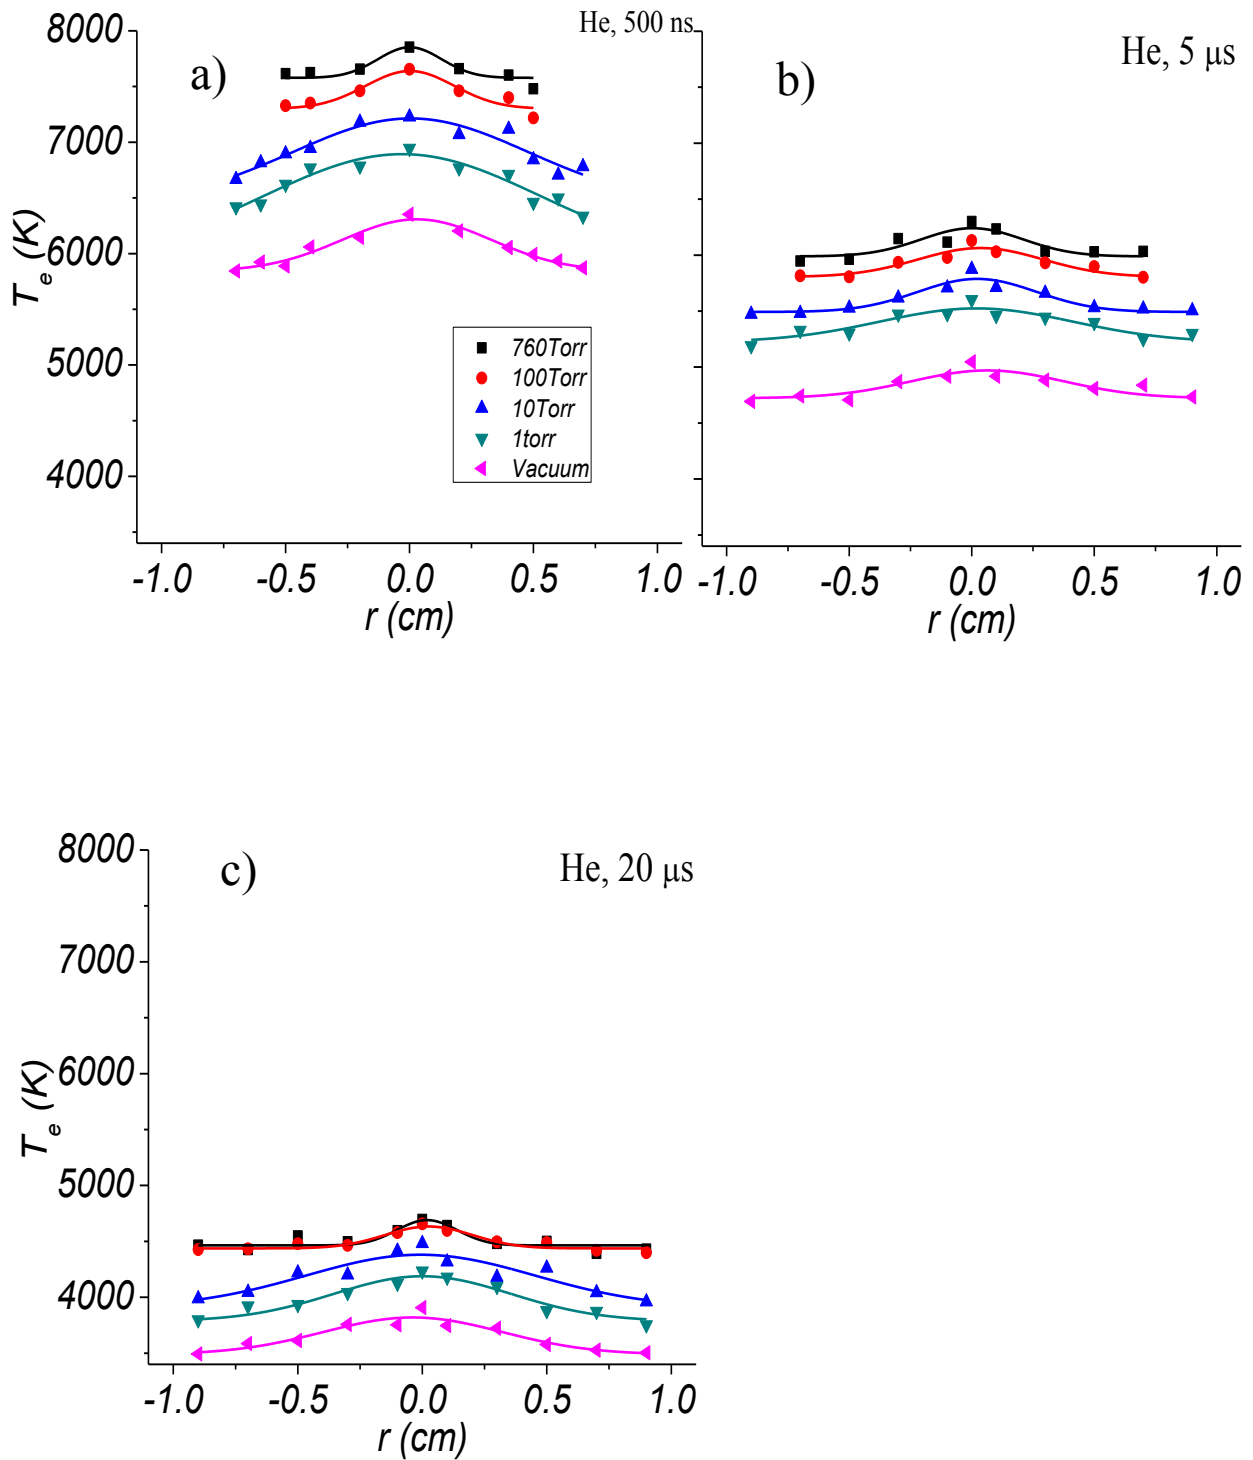 He, 500 ns
a)
8000
7000
6000
5000
4000
T e (K)
760Torr
100Torr
10Torr
1torr
Vacuum
-1.0 -0.5 0.0 0.5 1.0
r (cm)
He, 5 μs
b)
-1.0 -0.5 0.0 0.5 1.0
r (cm)
He, 20 μs
c)
8000
7000
6000
5000
4000
T e (K)
-1.0 -0.5 0.0 0.5 1.0
r (cm)